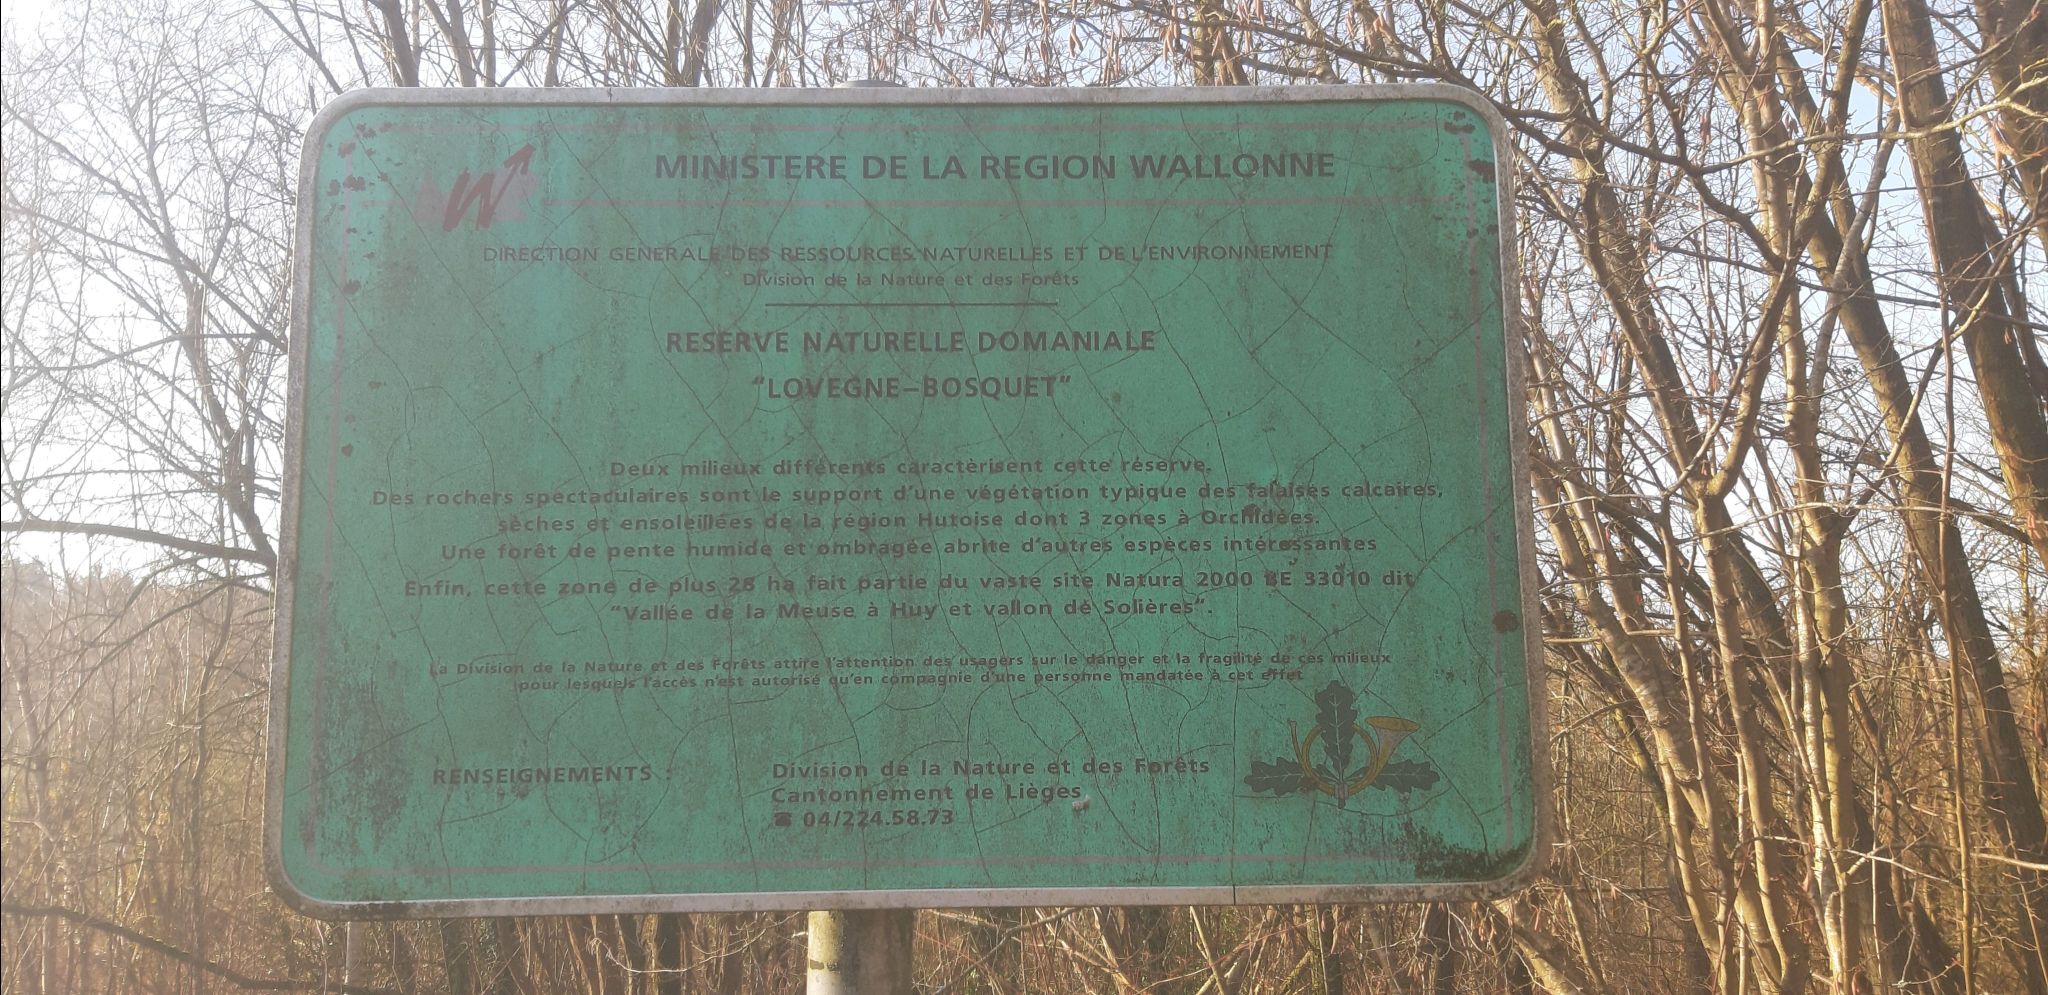 MINISTERE DE LA REGION WALLONNE
DIRECTION GENERALE DES RESSOURCES NATURELLES ET DE L'ENVIRONNEMENT
Division de la Nature et des Forêts
RESERVE NATURELLE DOMANIALE
"LOVEGNE-BOSQUET"
Deux milieux différents caractèrisent cette réserve.
Des rochers spectaculaires sont le support d'une végétation typique des falaises calcaires,
sèches et ensoleillées de la région Hutoise dont 3 zones à Orchidées.
Une forêt de pente humide et ombragée abrite d'autres espèces intéressantes
Enfin, cette zone de plus 28 ha fait partie du vaste site Natura 2000 BE 33010 dit
"Vallée de la Meuse à Huy et vallon de Solières".
La Division de la Nature et des Forêts attire l'attention des usagers sur le danger et la fragilité de ces milieux
pour lesquels l'accès n'est autorisé qu'en compagnie d'une personne mandatée à cet effet
RENSEIGNEMENTS : Division de la Nature et des Forêts
Cantonnement de Lièges
☎ 04/224.58.73